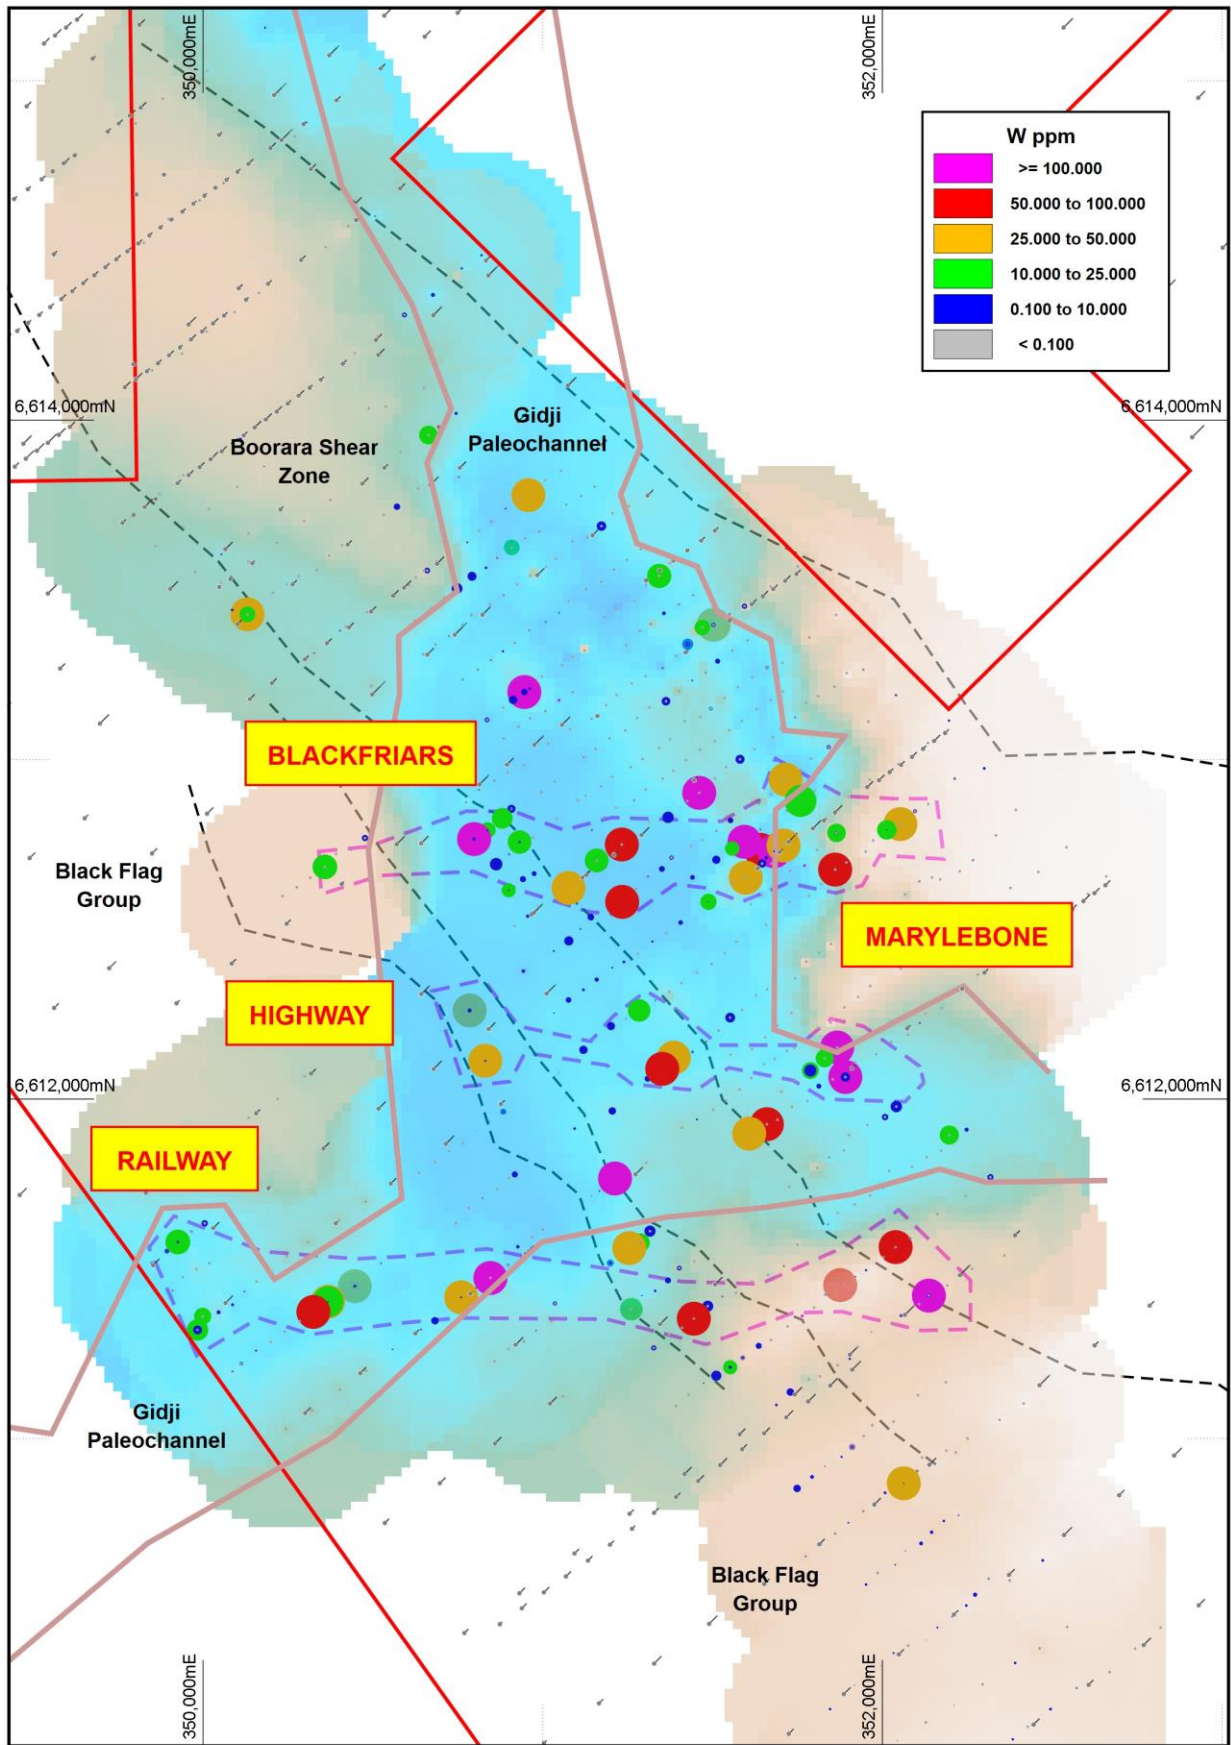 350,000mE
352,000mE
W ppm
>= 100.000
50.000 to 100.000
25.000 to 50.000
10.000 to 25.000
0.100 to 10.000
< 0.100
6,614,000mN
6,614,000mN
Gidji
Paleochannel
Boorara Shear
Zone
BLACKFRIARS
Black Flag
Group
MARYLEBONE
HIGHWAY
6,612,000mN
6,612,000mN
RAILWAY
Gidji
Paleochannel
Black Flag
Group
350,000mE
352,000mE